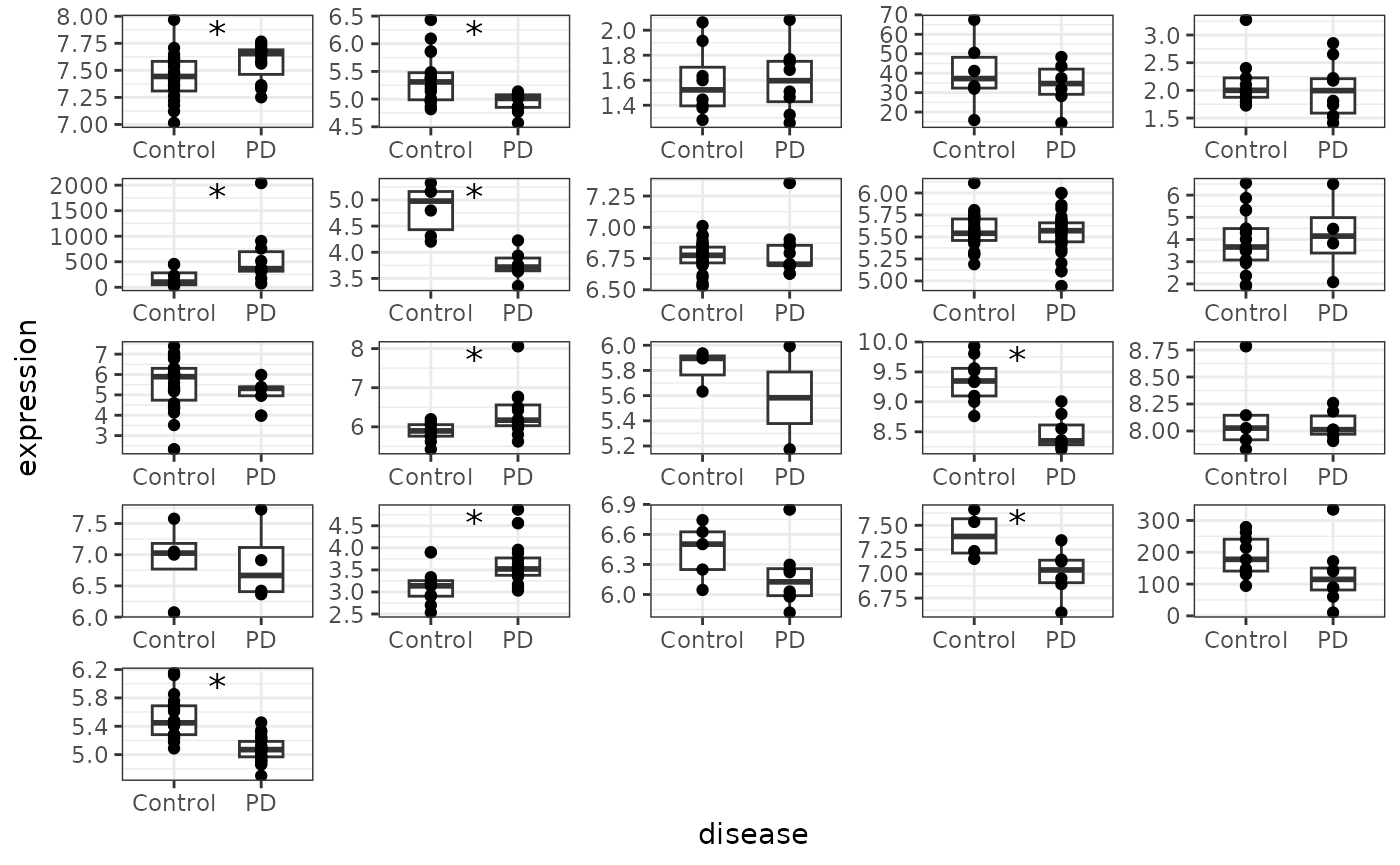 8.00 7.75 7.50 7.25 7.00 * Control PD
6.5 6.0 5.5 5.0 4.5 * Control PD
2.0 1.8 1.6 1.4 Control PD
70 60 50 40 30 20 Control PD
3.0 2.5 2.0 1.5 Control PD
2000 1500 1000 500 0 * Control PD
5.0 4.5 4.0 3.5 * Control PD
7.25 7.00 6.75 6.50 Control PD
6.00 5.75 5.50 5.25 5.00 Control PD
6 5 4 3 2 Control PD
expression
7 6 5 4 3 Control PD
8 7 6 * Control PD
6.0 5.8 5.6 5.4 5.2 Control PD
10.0 9.5 9.0 8.5 * Control PD
8.75 8.50 8.25 8.00 Control PD
7.5 7.0 6.5 6.0 Control PD
4.5 4.0 3.5 3.0 2.5 * Control PD
6.9 6.6 6.3 6.0 Control PD
7.50 7.25 7.00 6.75 * Control PD
300 200 100 0 Control PD
6.2 5.8 5.4 5.0 * Control PD
disease